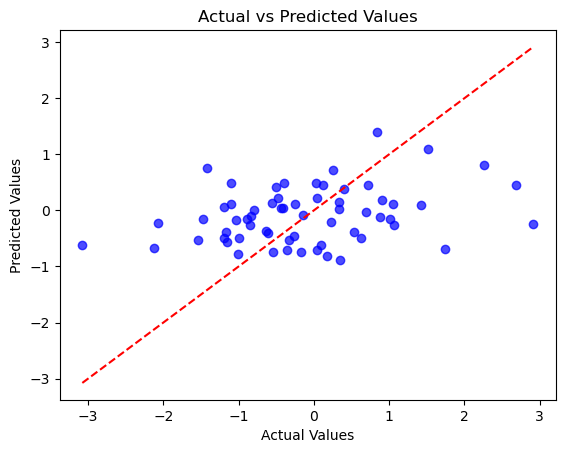 Actual vs Predicted Values
3
2
1
0
−1
−2
−3
Predicted Values
−3 −2 −1 0 1 2 3
Actual Values